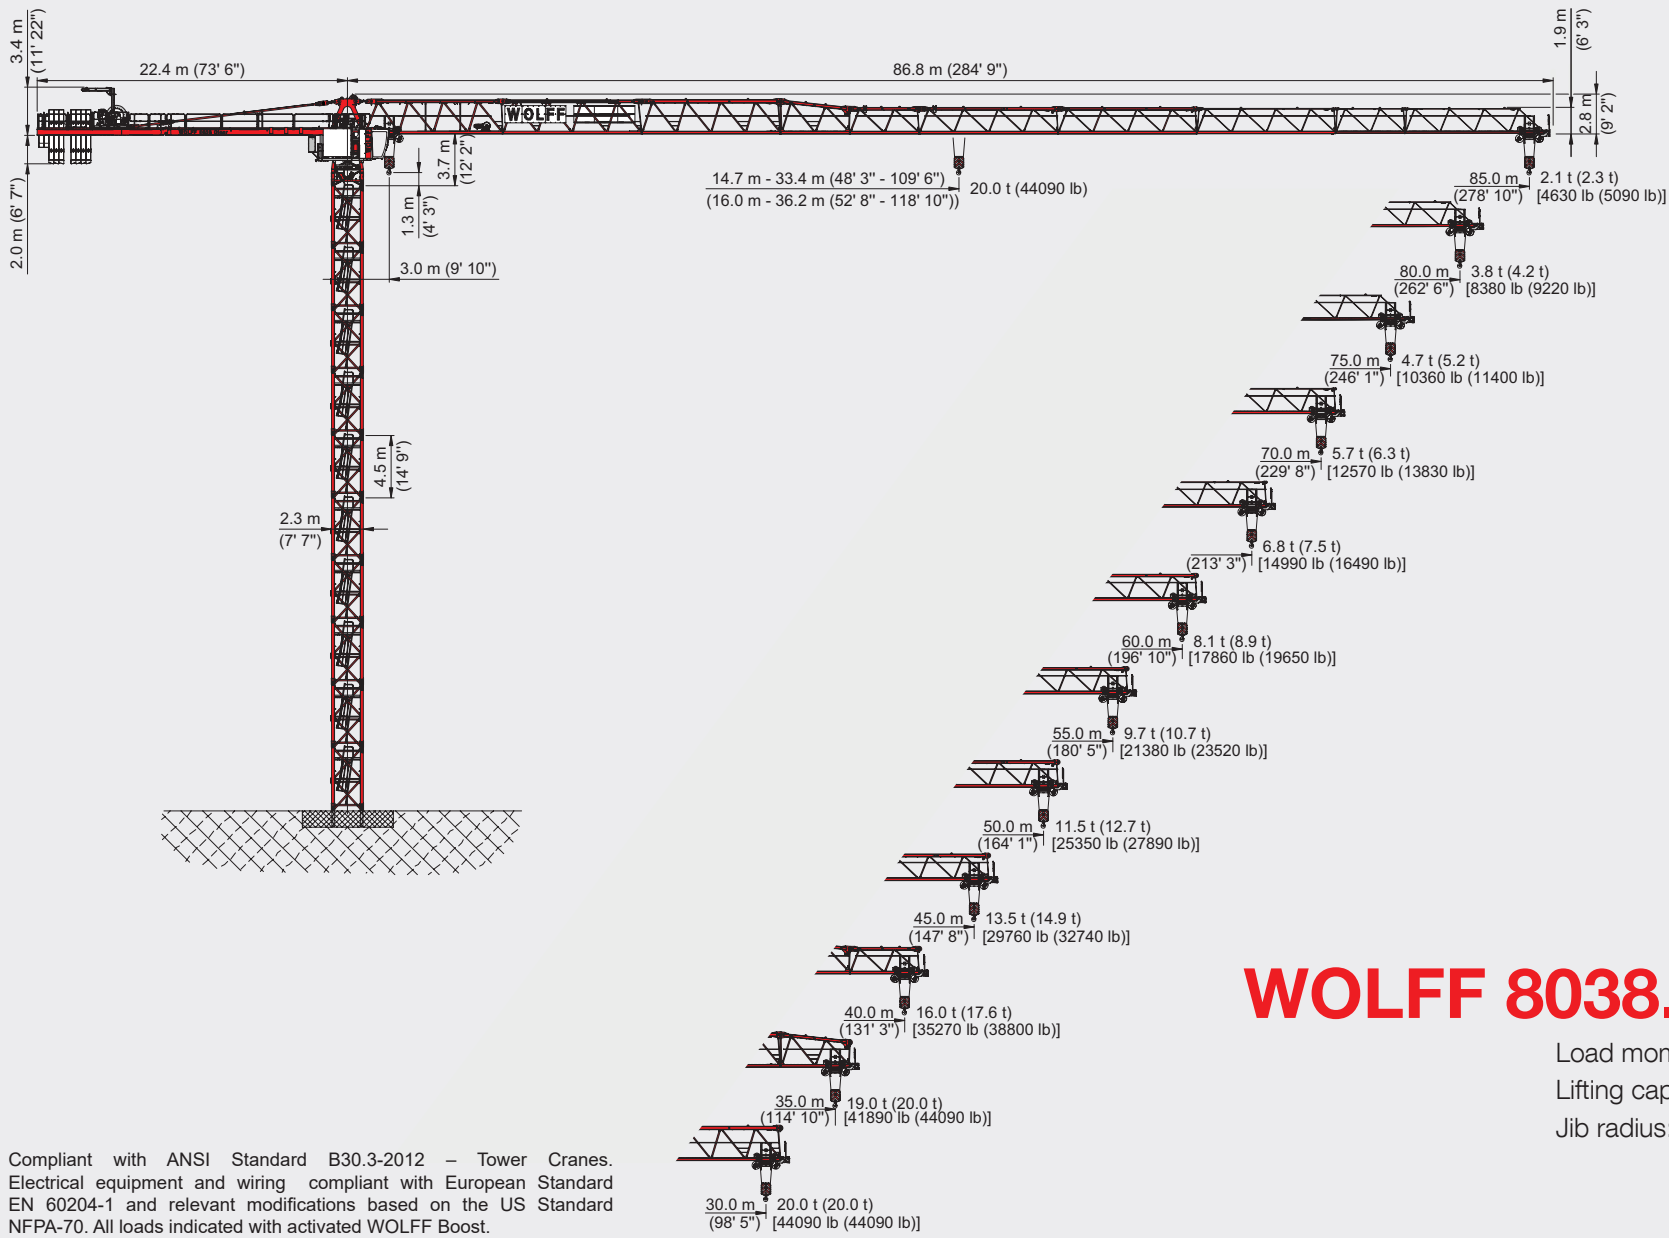 3.4 m
(11' 22")
22.4 m (73' 6")
86.8 m (284' 9")
1.9 m
(6' 3")
2.8 m
(9' 2")
WOLFF
3.7 m
(12' 2")
2.0 m (6' 7")
1.3 m
(4' 3")
3.0 m (9' 10")
14.7 m - 33.4 m (48' 3" - 109' 6")
(16.0 m - 36.2 m (52' 8" - 118' 10"))
20.0 t (44090 lb)
85.0 m 2.1 t (2.3 t)
(278' 10") [4630 lb (5090 lb)]
80.0 m 3.8 t (4.2 t)
(262' 6") [8380 lb (9220 lb)]
75.0 m 4.7 t (5.2 t)
(246' 1") [10360 lb (11400 lb)]
70.0 m 5.7 t (6.3 t)
(229' 8") [12570 lb (13830 lb)]
4.5 m
(14' 9")
2.3 m
(7' 7")
6.8 t (7.5 t)
(213' 3") [14990 lb (16490 lb)]
60.0 m 8.1 t (8.9 t)
(196' 10") [17860 lb (19650 lb)]
55.0 m 9.7 t (10.7 t)
(180' 5") [21380 lb (23520 lb)]
50.0 m 11.5 t (12.7 t)
(164' 1") [25350 lb (27890 lb)]
45.0 m 13.5 t (14.9 t)
(147' 8") [29760 lb (32740 lb)]
40.0 m 16.0 t (17.6 t)
(131' 3") [35270 lb (38800 lb)]
35.0 m 19.0 t (20.0 t)
(114' 10") [41890 lb (44090 lb)]
30.0 m 20.0 t (20.0 t)
(98' 5") [44090 lb (44090 lb)]
WOLFF 8038.
Load mon
Lifting cap
Jib radius:
Compliant with ANSI Standard B30.3-2012 – Tower Cranes.
Electrical equipment and wiring compliant with European Standard
EN 60204-1 and relevant modifications based on the US Standard
NFPA-70. All loads indicated with activated WOLFF Boost.